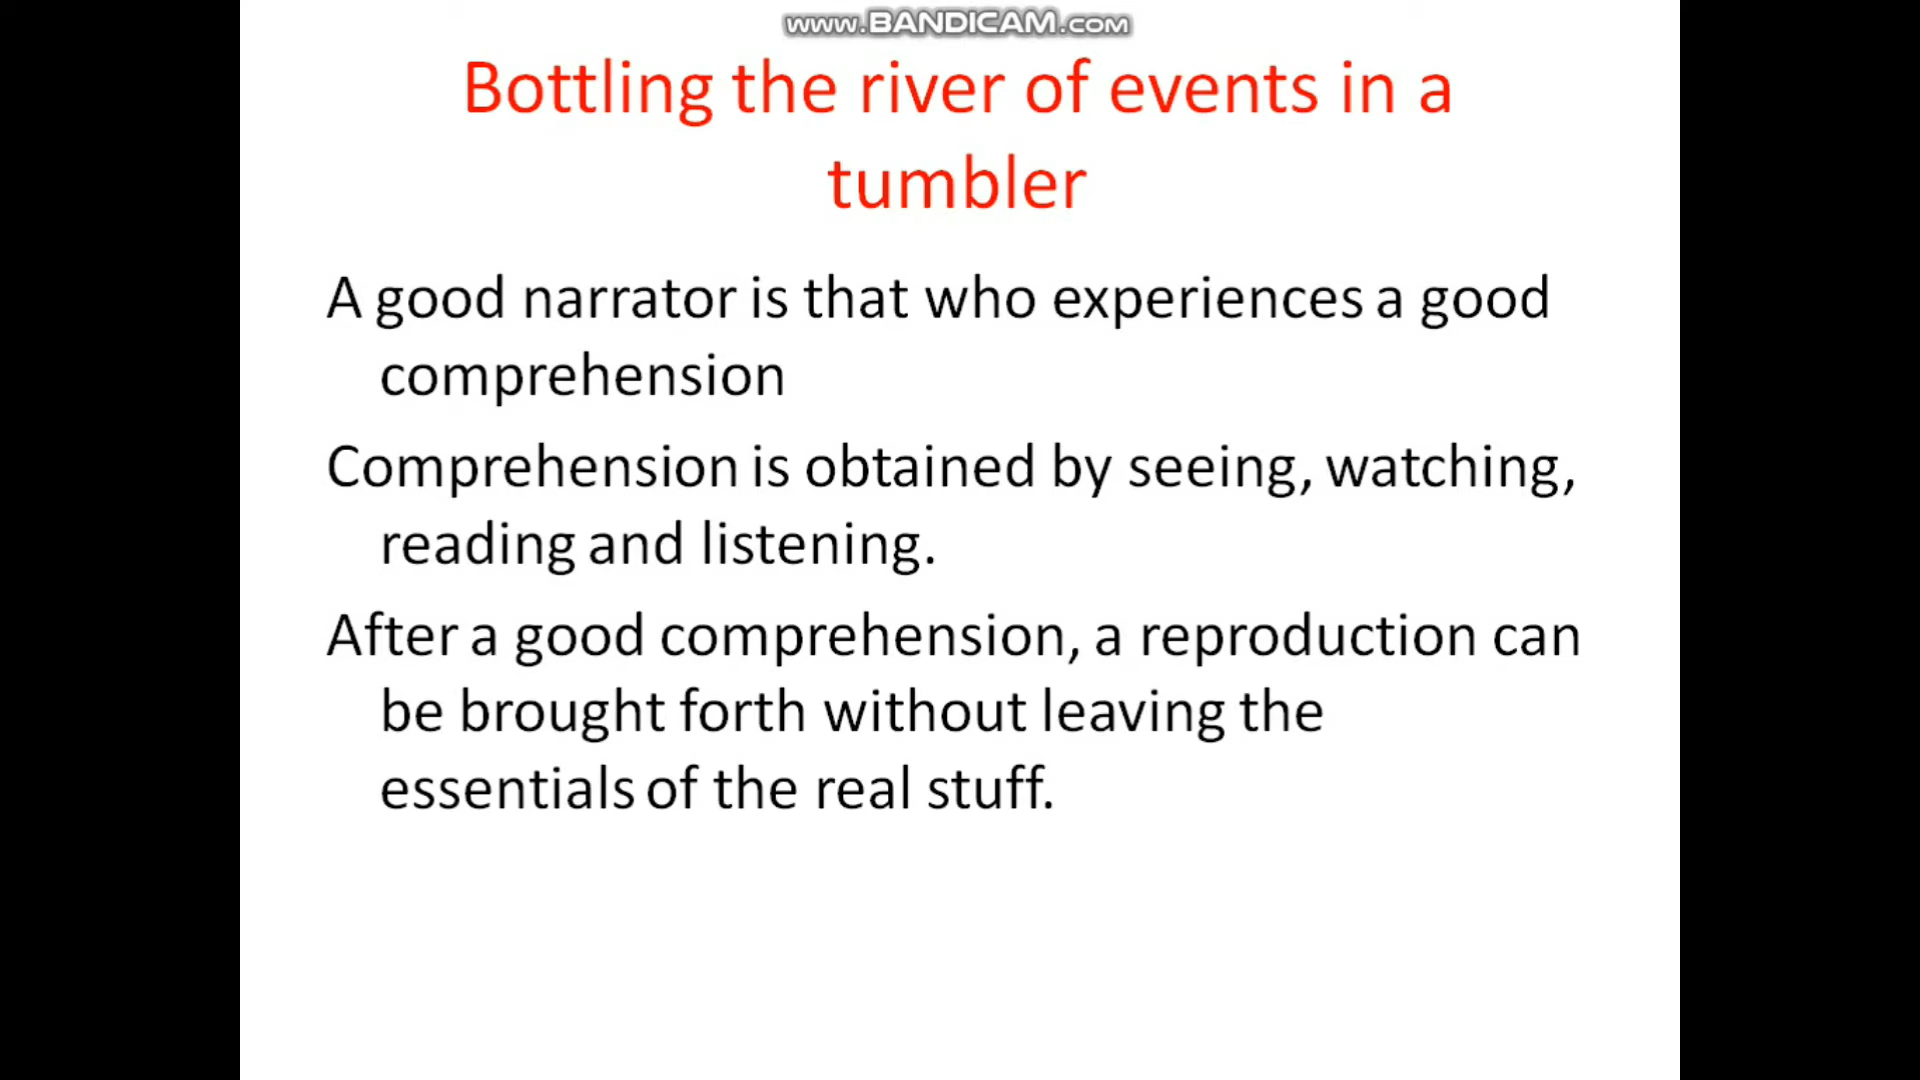 www.BANDICAM.com
Bottling the river of events in a
tumbler
A good narrator is that who experiences a good
comprehension
Comprehension is obtained by seeing, watching,
reading and listening.
After a good comprehension, a reproduction can
be brought forth without leaving the
essentials of the real stuff.